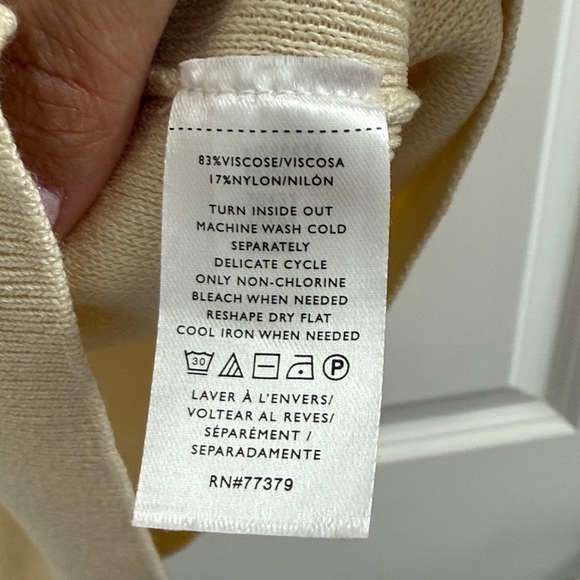 83%VISCOSE/VISCOSA
17%NYLON/NILÓN
TURN INSIDE OUT
MACHINE WASH COLD
SEPARATELY
DELICATE CYCLE
ONLY NON-CHLORINE
BLEACH WHEN NEEDED
RESHAPE DRY FLAT
COOL IRON WHEN NEEDED
30 P
LAVER À L'ENVERS/
VOLTEAR AL REVES/
SÉPARÉMENT /
SEPARADAMENTE
RN#77379